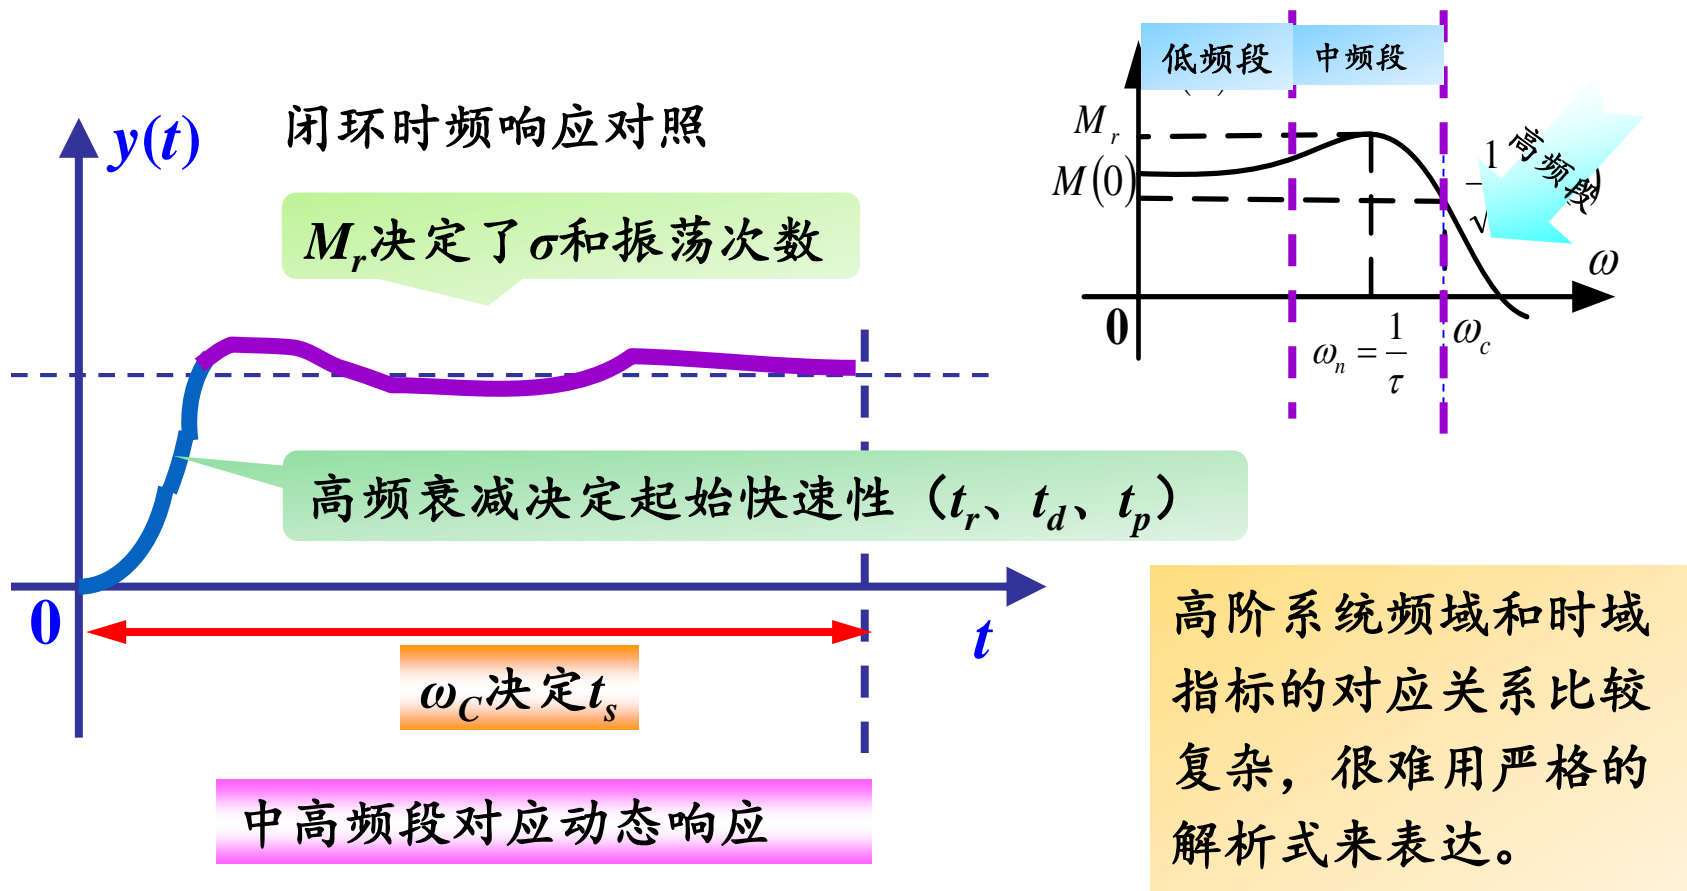 闭环时频响应对照
y(t)
M_r决定了σ和振荡次数
高频衰减决定起始快速性（t_r、t_d、t_p）
0
t
ω_C决定t_s
中高频段对应动态响应
低频段
中频段
高频段
M_r
M(0)
1
√
ω
0
ω_n = 1/τ
ω_c
高阶系统频域和时域
指标的对应关系比较
复杂，很难用严格的
解析式来表达。